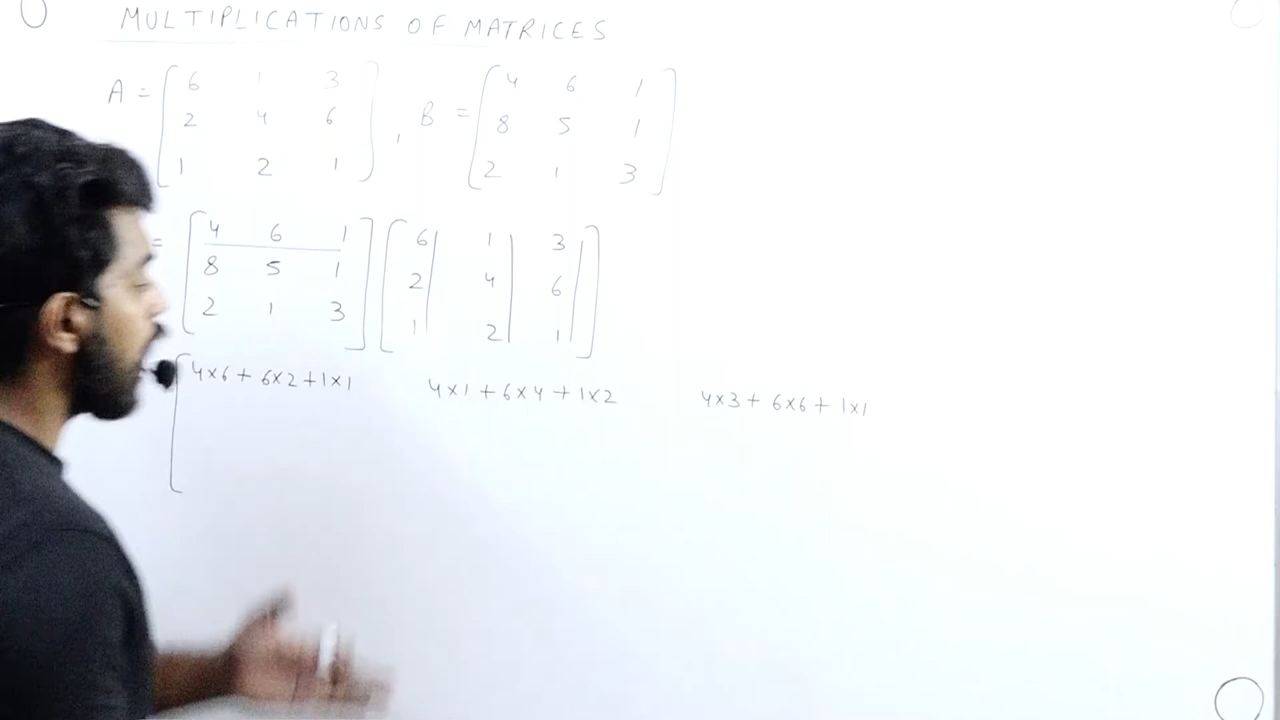 MULTIPLICATIONS OF MATRICES
A = [6 1 3 , B = [4 6 1
2 4 6 8 5 1
1 2 1] 2 1 3]
= [4 6 1 [6 1 3
8 5 1 2 4 6
2 1 3] 1 2 1]
[4×6+6×2+1×1 4×1+6×4+1×2 4×3+6×6+1×1